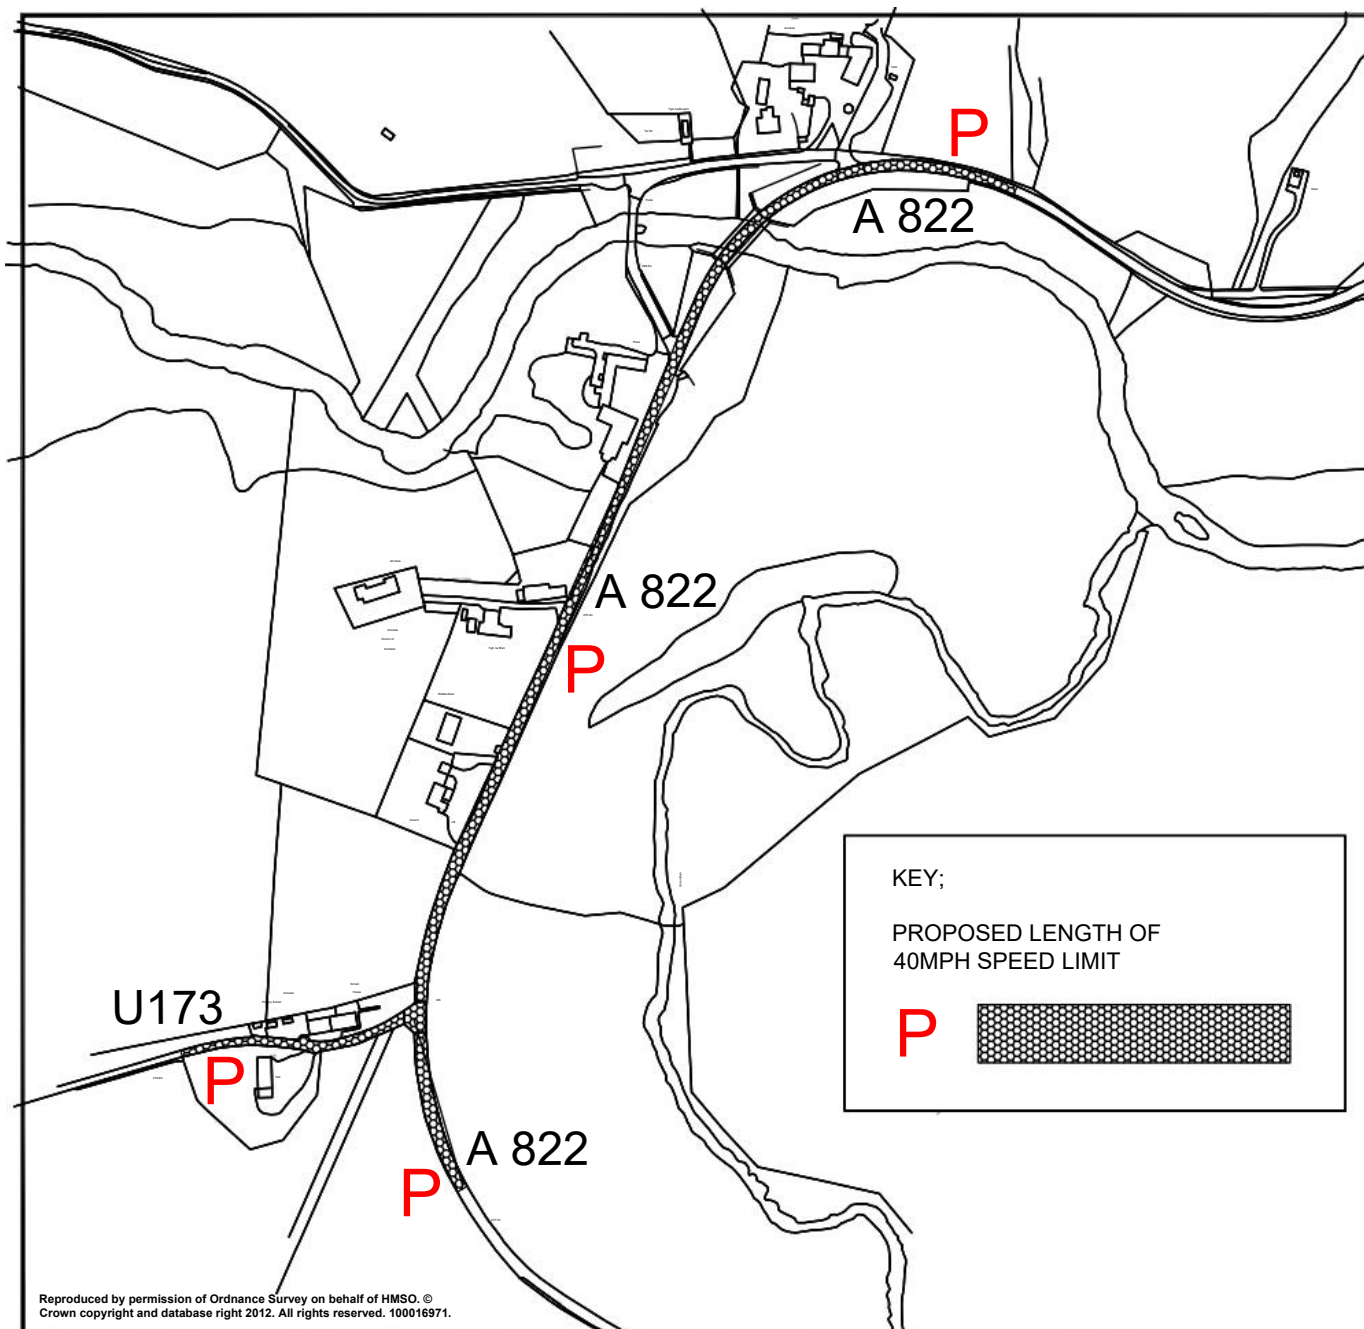 P
A 822
A 822
P
KEY;
PROPOSED LENGTH OF
40MPH SPEED LIMIT
P
U173
P
A 822
P
Reproduced by permission of Ordnance Survey on behalf of HMSO. ©
Crown copyright and database right 2012. All rights reserved. 100016971.